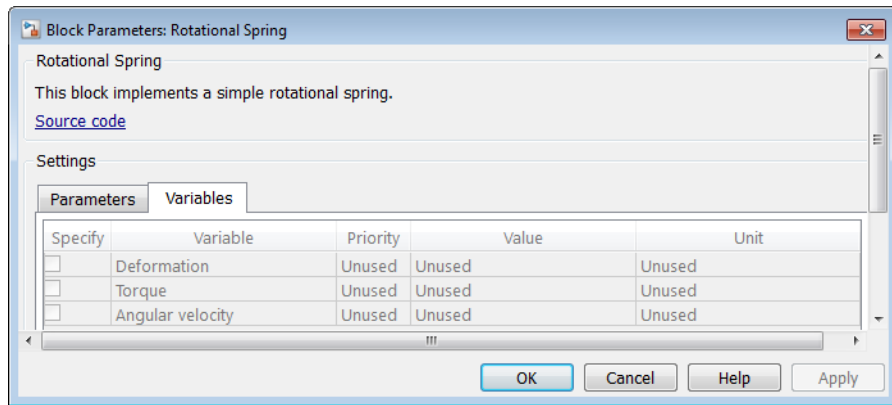 Block Parameters: Rotational Spring
Rotational Spring
This block implements a simple rotational spring.
Source code
Settings
Parameters Variables
Specify Variable Priority Value Unit
Deformation Unused Unused Unused
Torque Unused Unused Unused
Angular velocity Unused Unused Unused
OK Cancel Help Apply